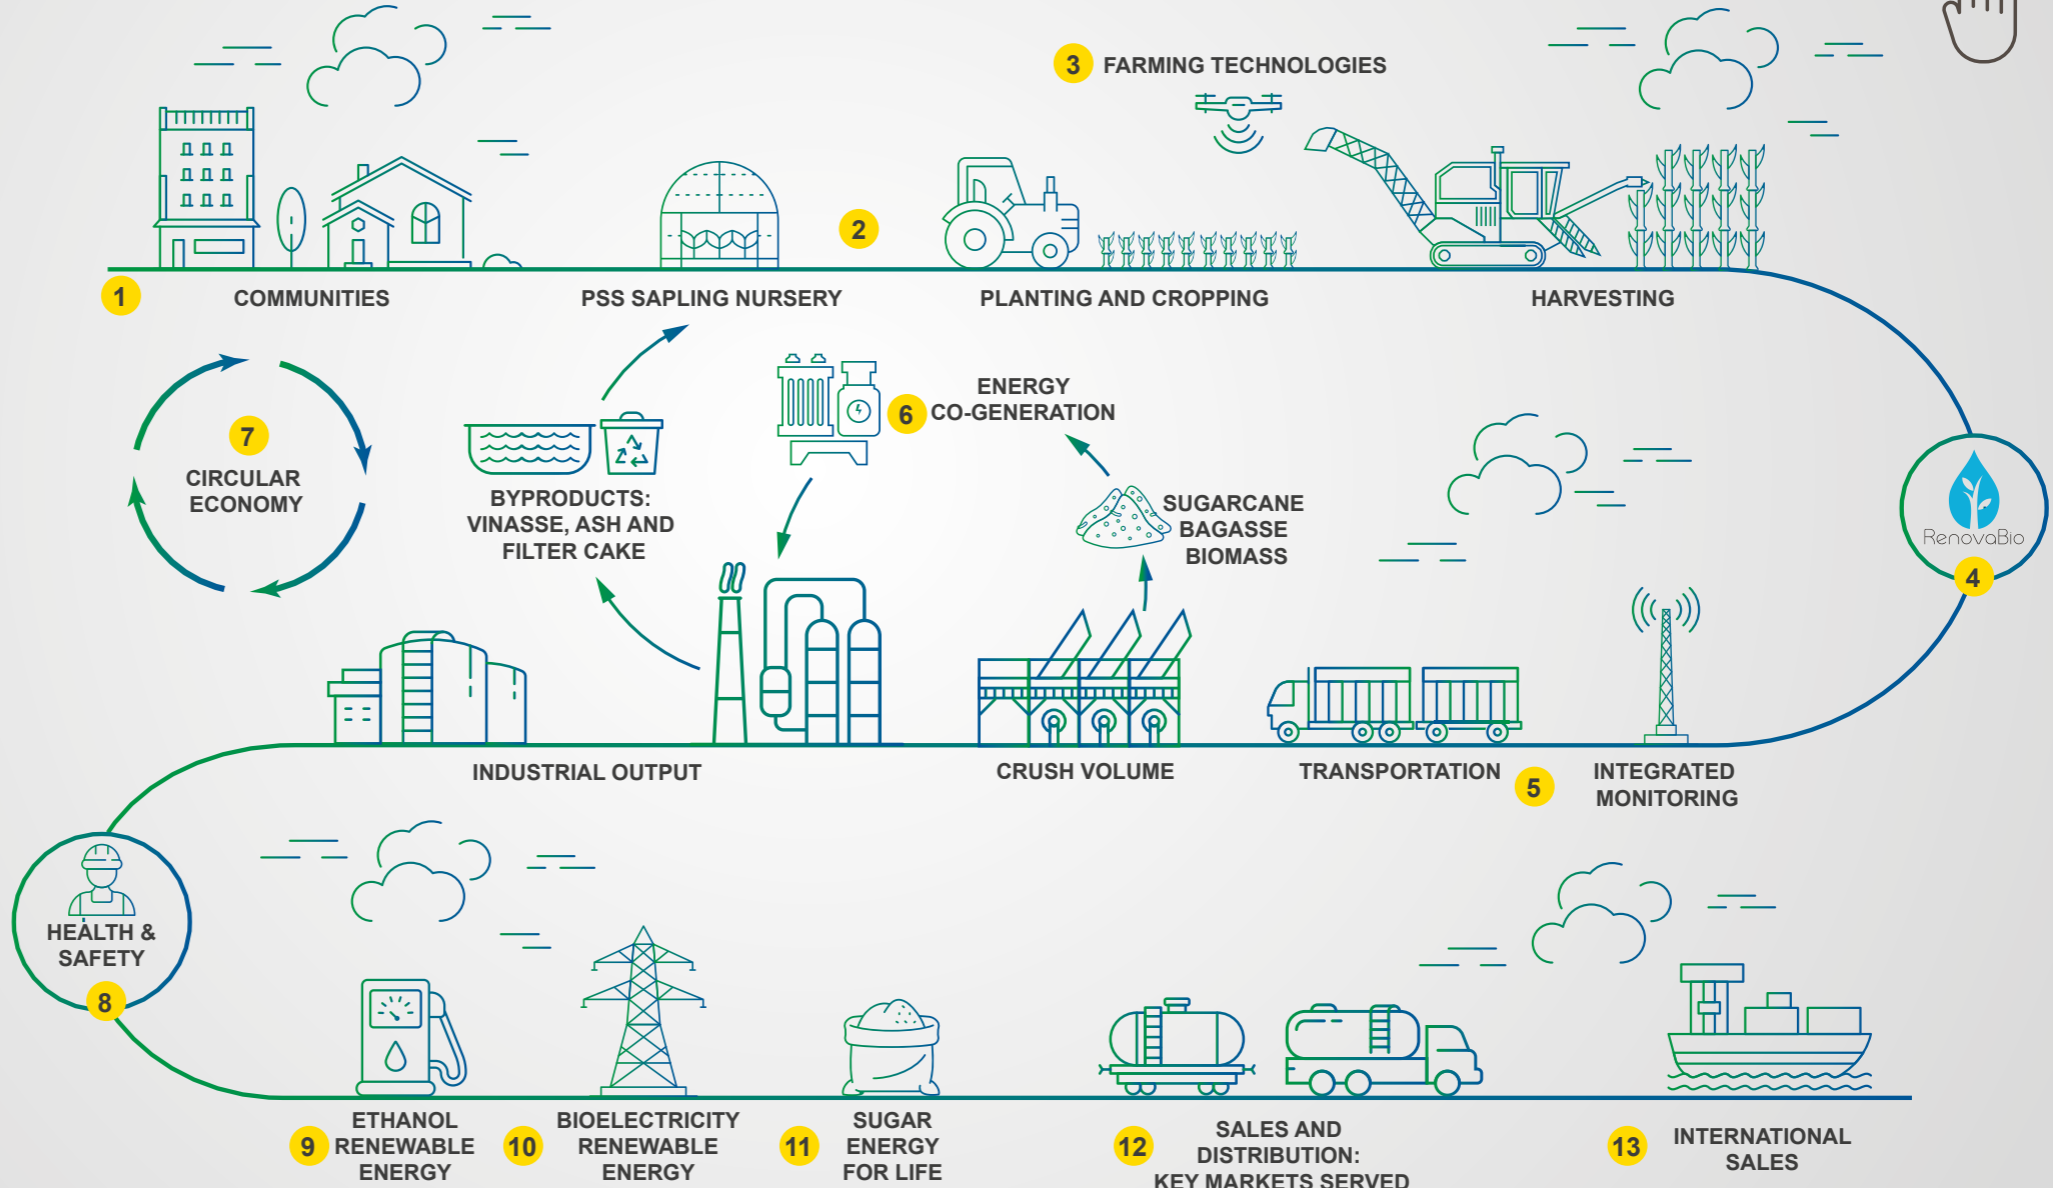 3 FARMING TECHNOLOGIES
2
1
COMMUNITIES
PSS SAPLING NURSERY
PLANTING AND CROPPING
HARVESTING
7
CIRCULAR
ECONOMY
BYPRODUCTS:
VINASSE, ASH AND
FILTER CAKE
6
ENERGY
CO-GENERATION
SUGARCANE
BAGASSE
BIOMASS
RenovaBio
4
INDUSTRIAL OUTPUT
CRUSH VOLUME
TRANSPORTATION
5
INTEGRATED
MONITORING
HEALTH &
SAFETY
8
9
ETHANOL
RENEWABLE
ENERGY
10
BIOELECTRICITY
RENEWABLE
ENERGY
11
SUGAR
ENERGY
FOR LIFE
12
SALES AND
DISTRIBUTION:
KEY MARKETS SERVED
13
INTERNATIONAL
SALES